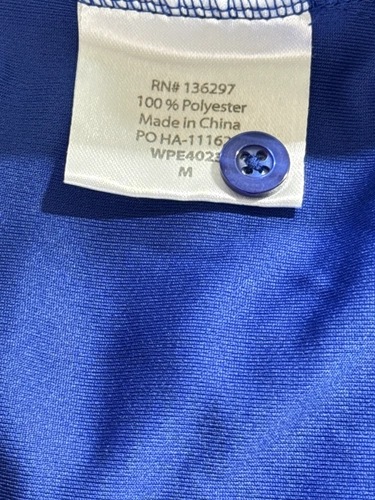 RN# 136297
100 % Polyester
Made in China
PO HA-1116
WPE4023
M